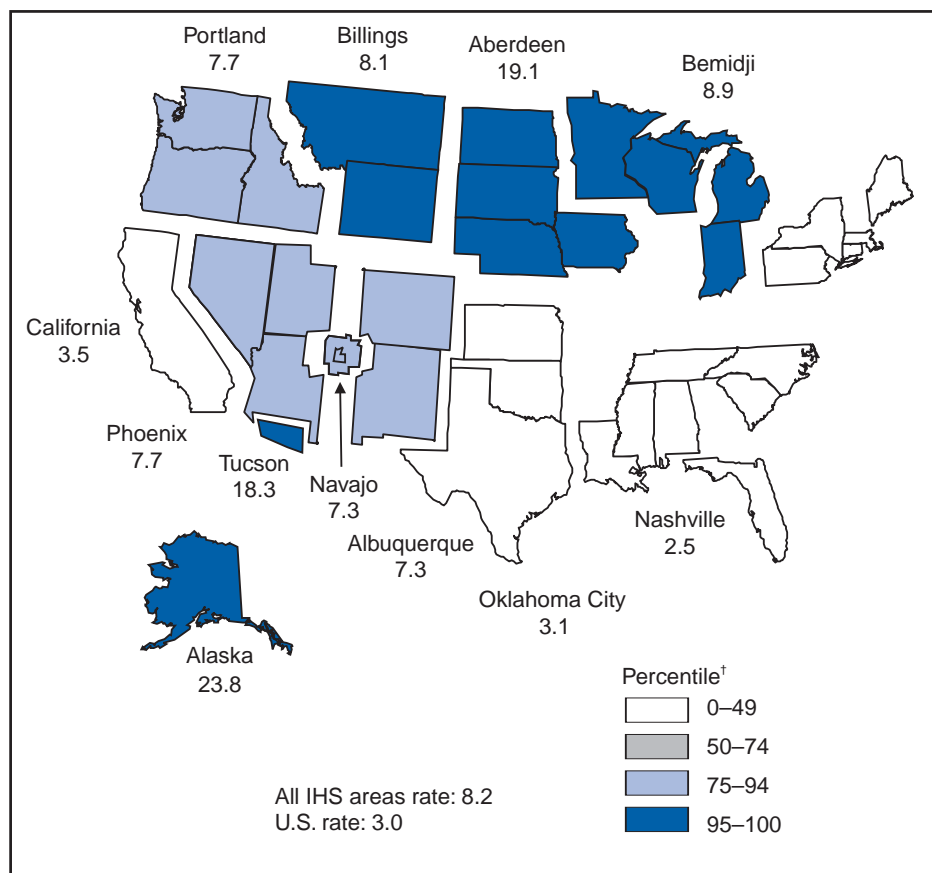 Portland
7.7
Billings
8.1
Aberdeen
19.1
Bemidji
8.9
California
3.5
Phoenix
7.7
Tucson
18.3
Navajo
7.3
Albuquerque
7.3
Nashville
2.5
Oklahoma City
3.1
Alaska
23.8
Percentile†
0–49
50–74
75–94
95–100
All IHS areas rate: 8.2
U.S. rate: 3.0